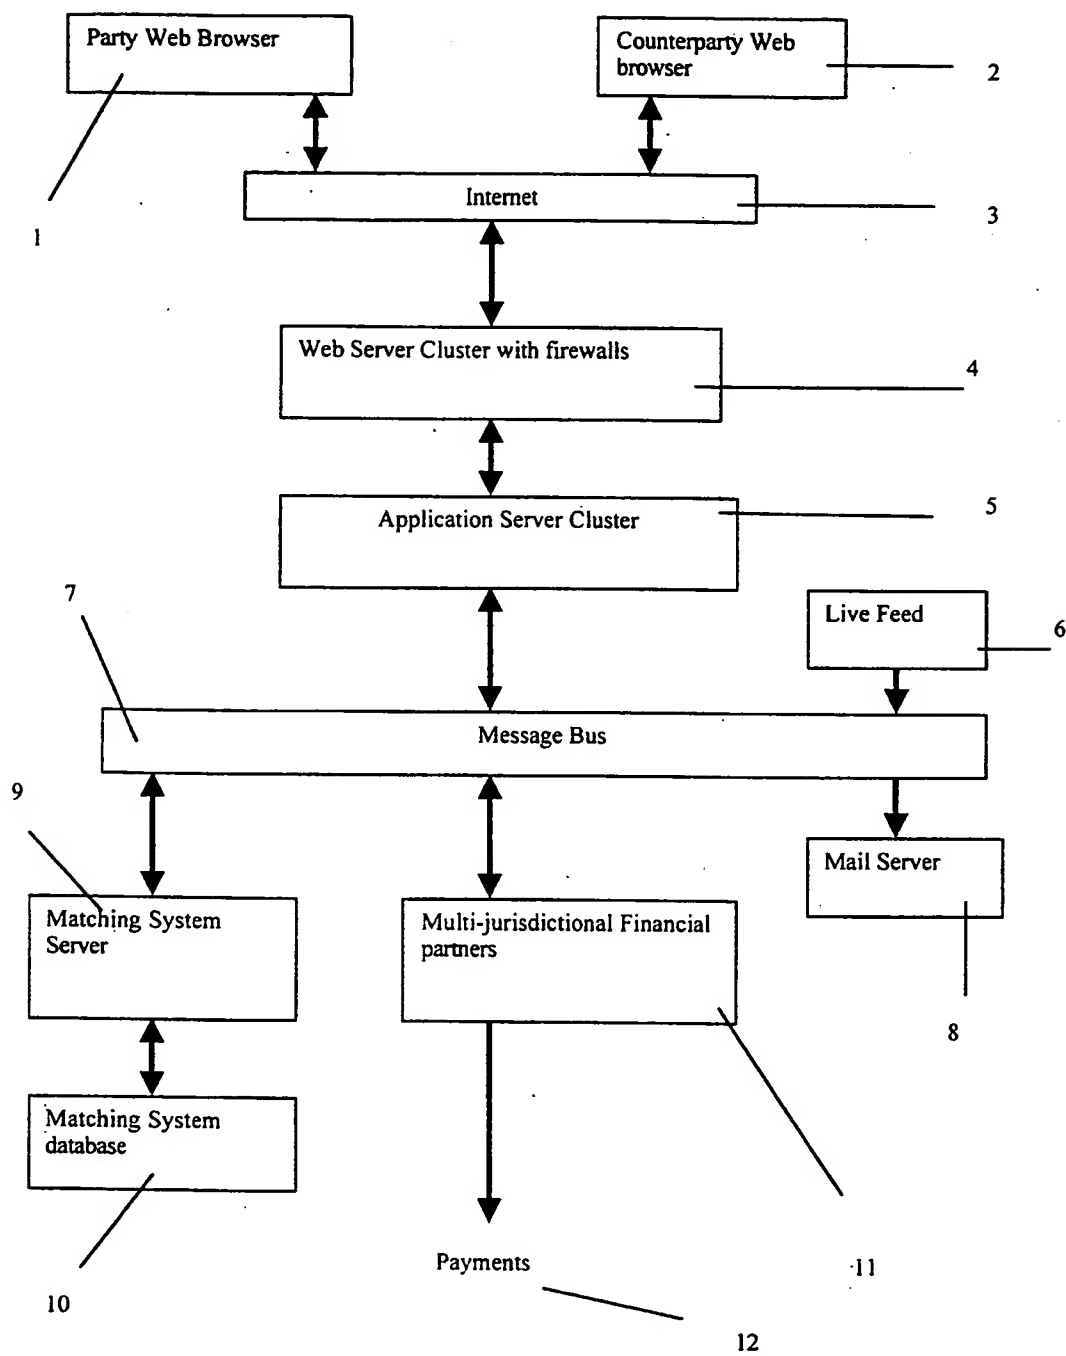 Party Web Browser
Counterparty Web
browser
2
Internet
3
1
Web Server Cluster with firewalls
4
Application Server Cluster
5
7
Live Feed
6
Message Bus
9
Mail Server
Matching System
Server
Multi-jurisdictional Financial
partners
8
Matching System
database
Payments
11
10
12